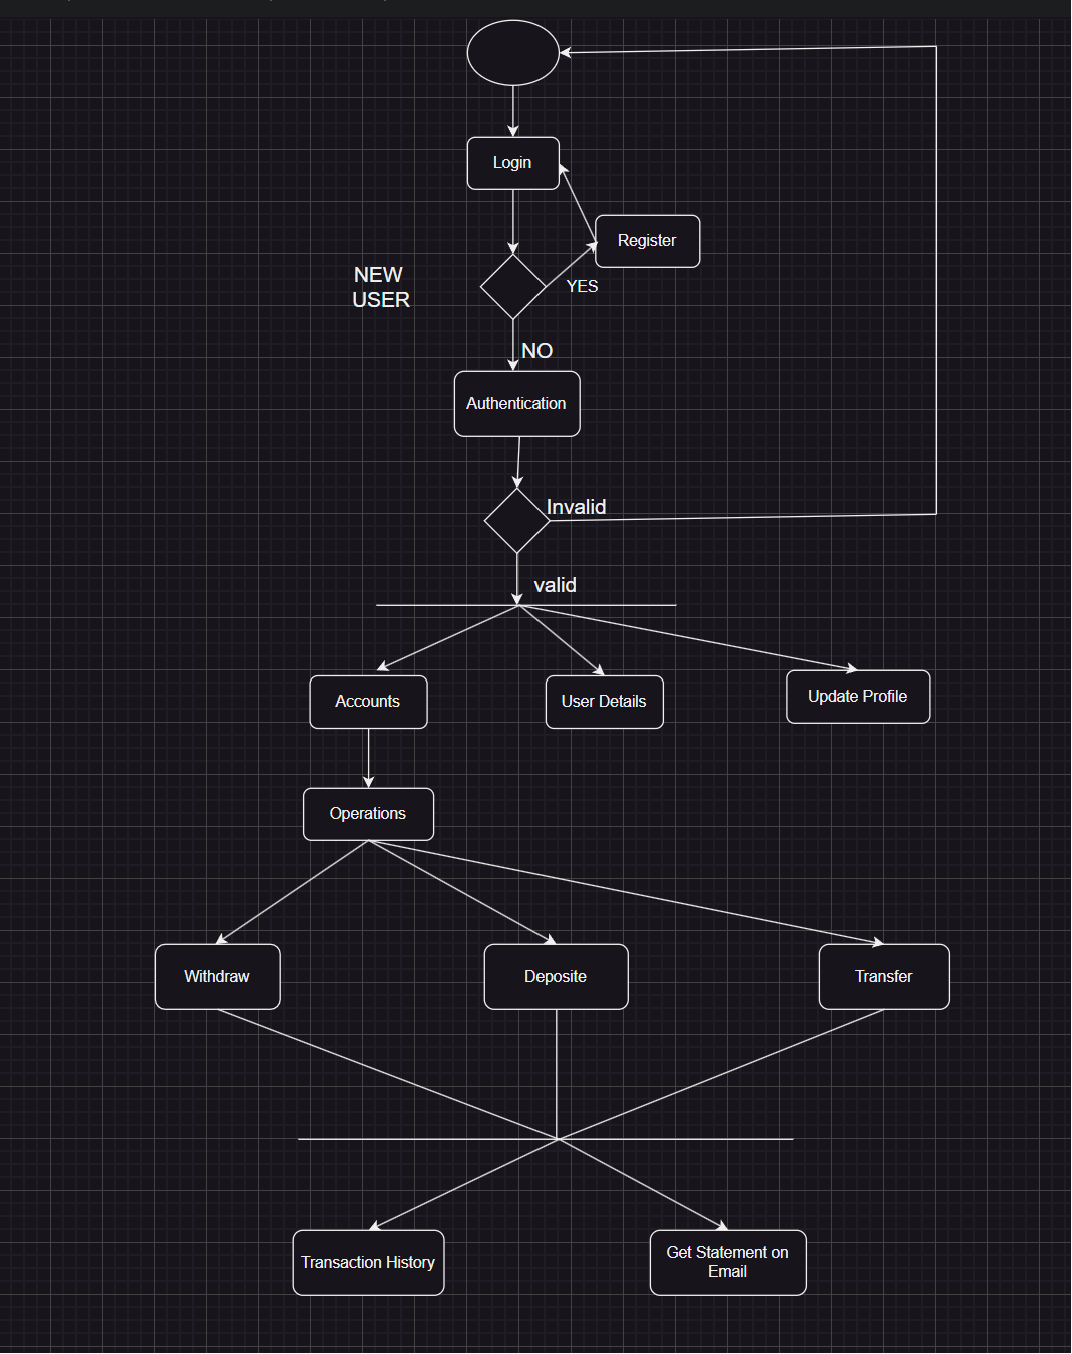 Login
Register
NEW
USER
YES
NO
Authentication
Invalid
valid
Accounts
User Details
Update Profile
Operations
Withdraw
Deposite
Transfer
Transaction History
Get Statement on
Email